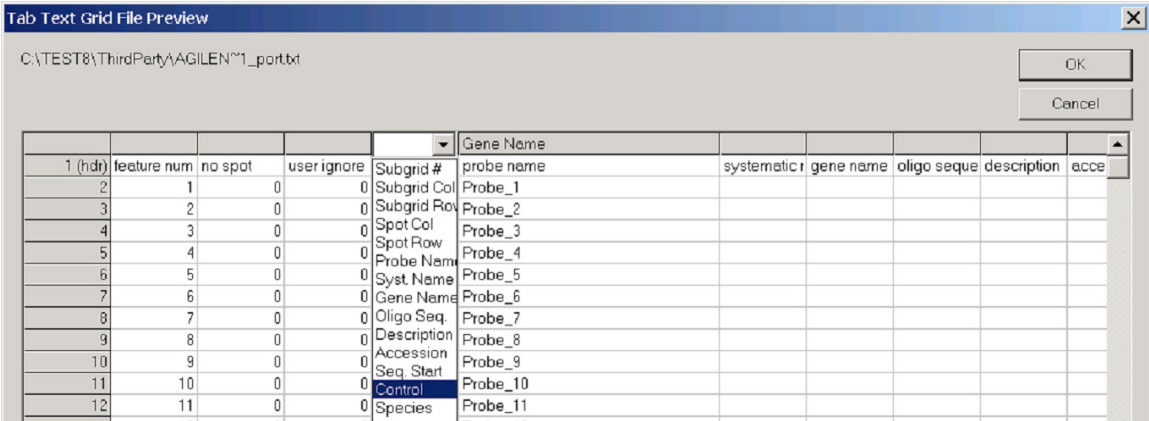 Tab Text Grid File Preview
C:\TEST8\ThirdParty\AGILEN~1_port.txt
OK
Cancel
Gene Name
1 (hdr) feature num no spot user ignore Subgrid # probe name systematic r gene name oligo seque description acce
2 1 0 0 Subgrid Col Probe_1
3 2 0 0 Subgrid Row Probe_2
4 3 0 0 Spot Col Probe_3
5 4 0 0 Spot Row Probe_4
Probe Name
6 5 0 0 Syst. Name Probe_5
7 6 0 0 Gene Name Probe_6
8 7 0 0 Oligo Seq. Probe_7
9 8 0 0 Description Probe_8
10 9 0 0 Accession Probe_9
Seq. Start
11 10 0 0 Control Probe_10
12 11 0 0 Species Probe_11